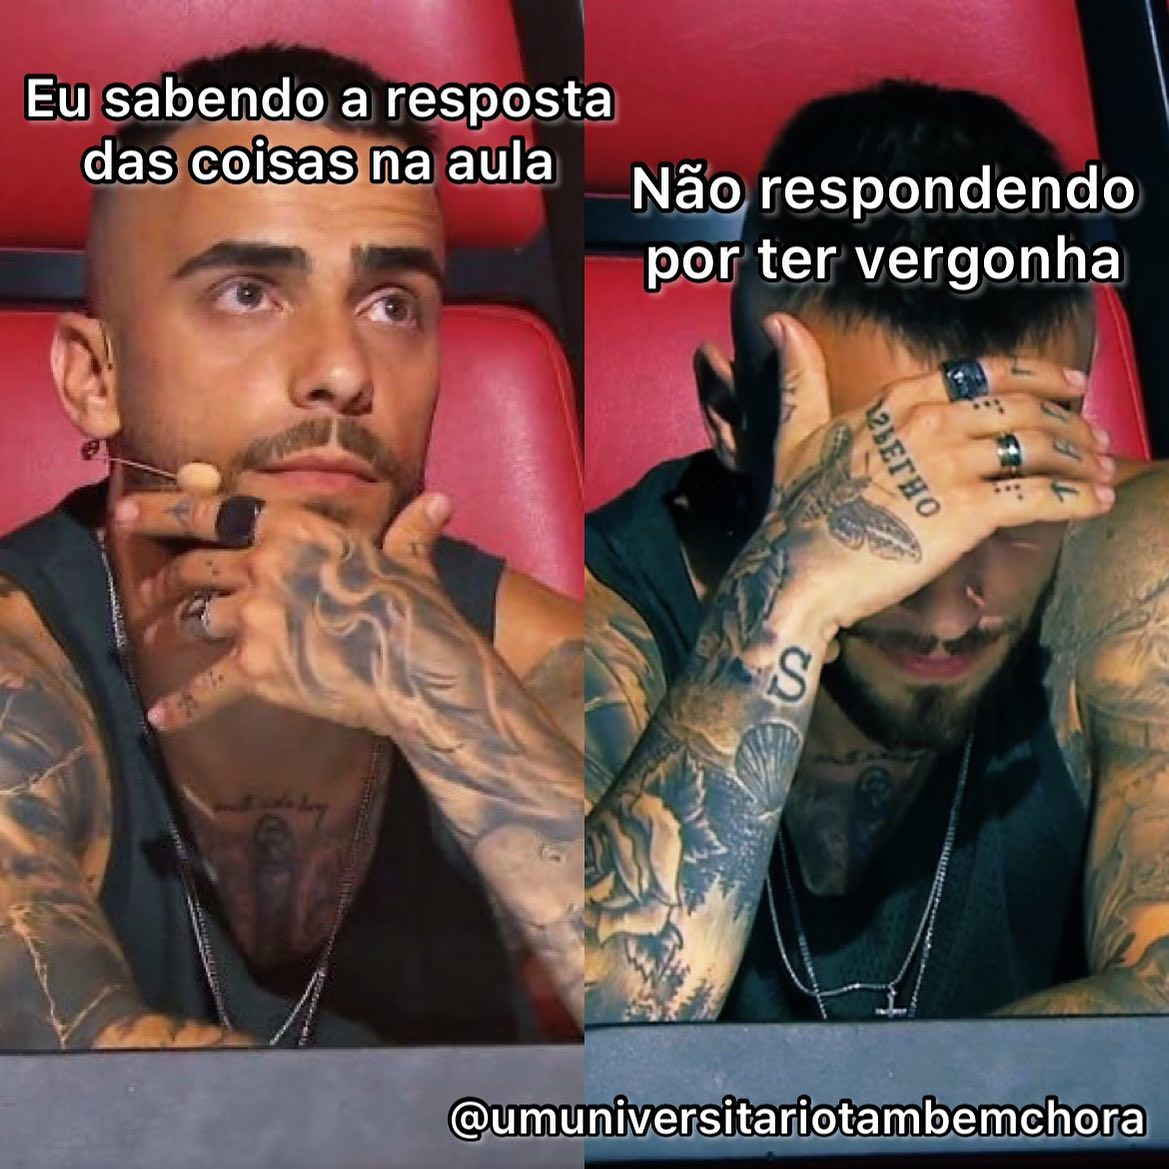 Eu sabendo a resposta
das coisas na aula
Não respondendo
por ter vergonha
S
@umuniversitariotambemchora